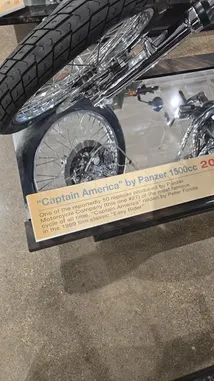 "Captain America" by Panzer 1500cc 20
One of the reportedly 50 replicas produced by Panzer
Motorcycle Company (this one #27) of the most famous
cycle of all time, "Captain America" ridden by Peter Fonda
in the 1969 film classic, "Easy Rider".